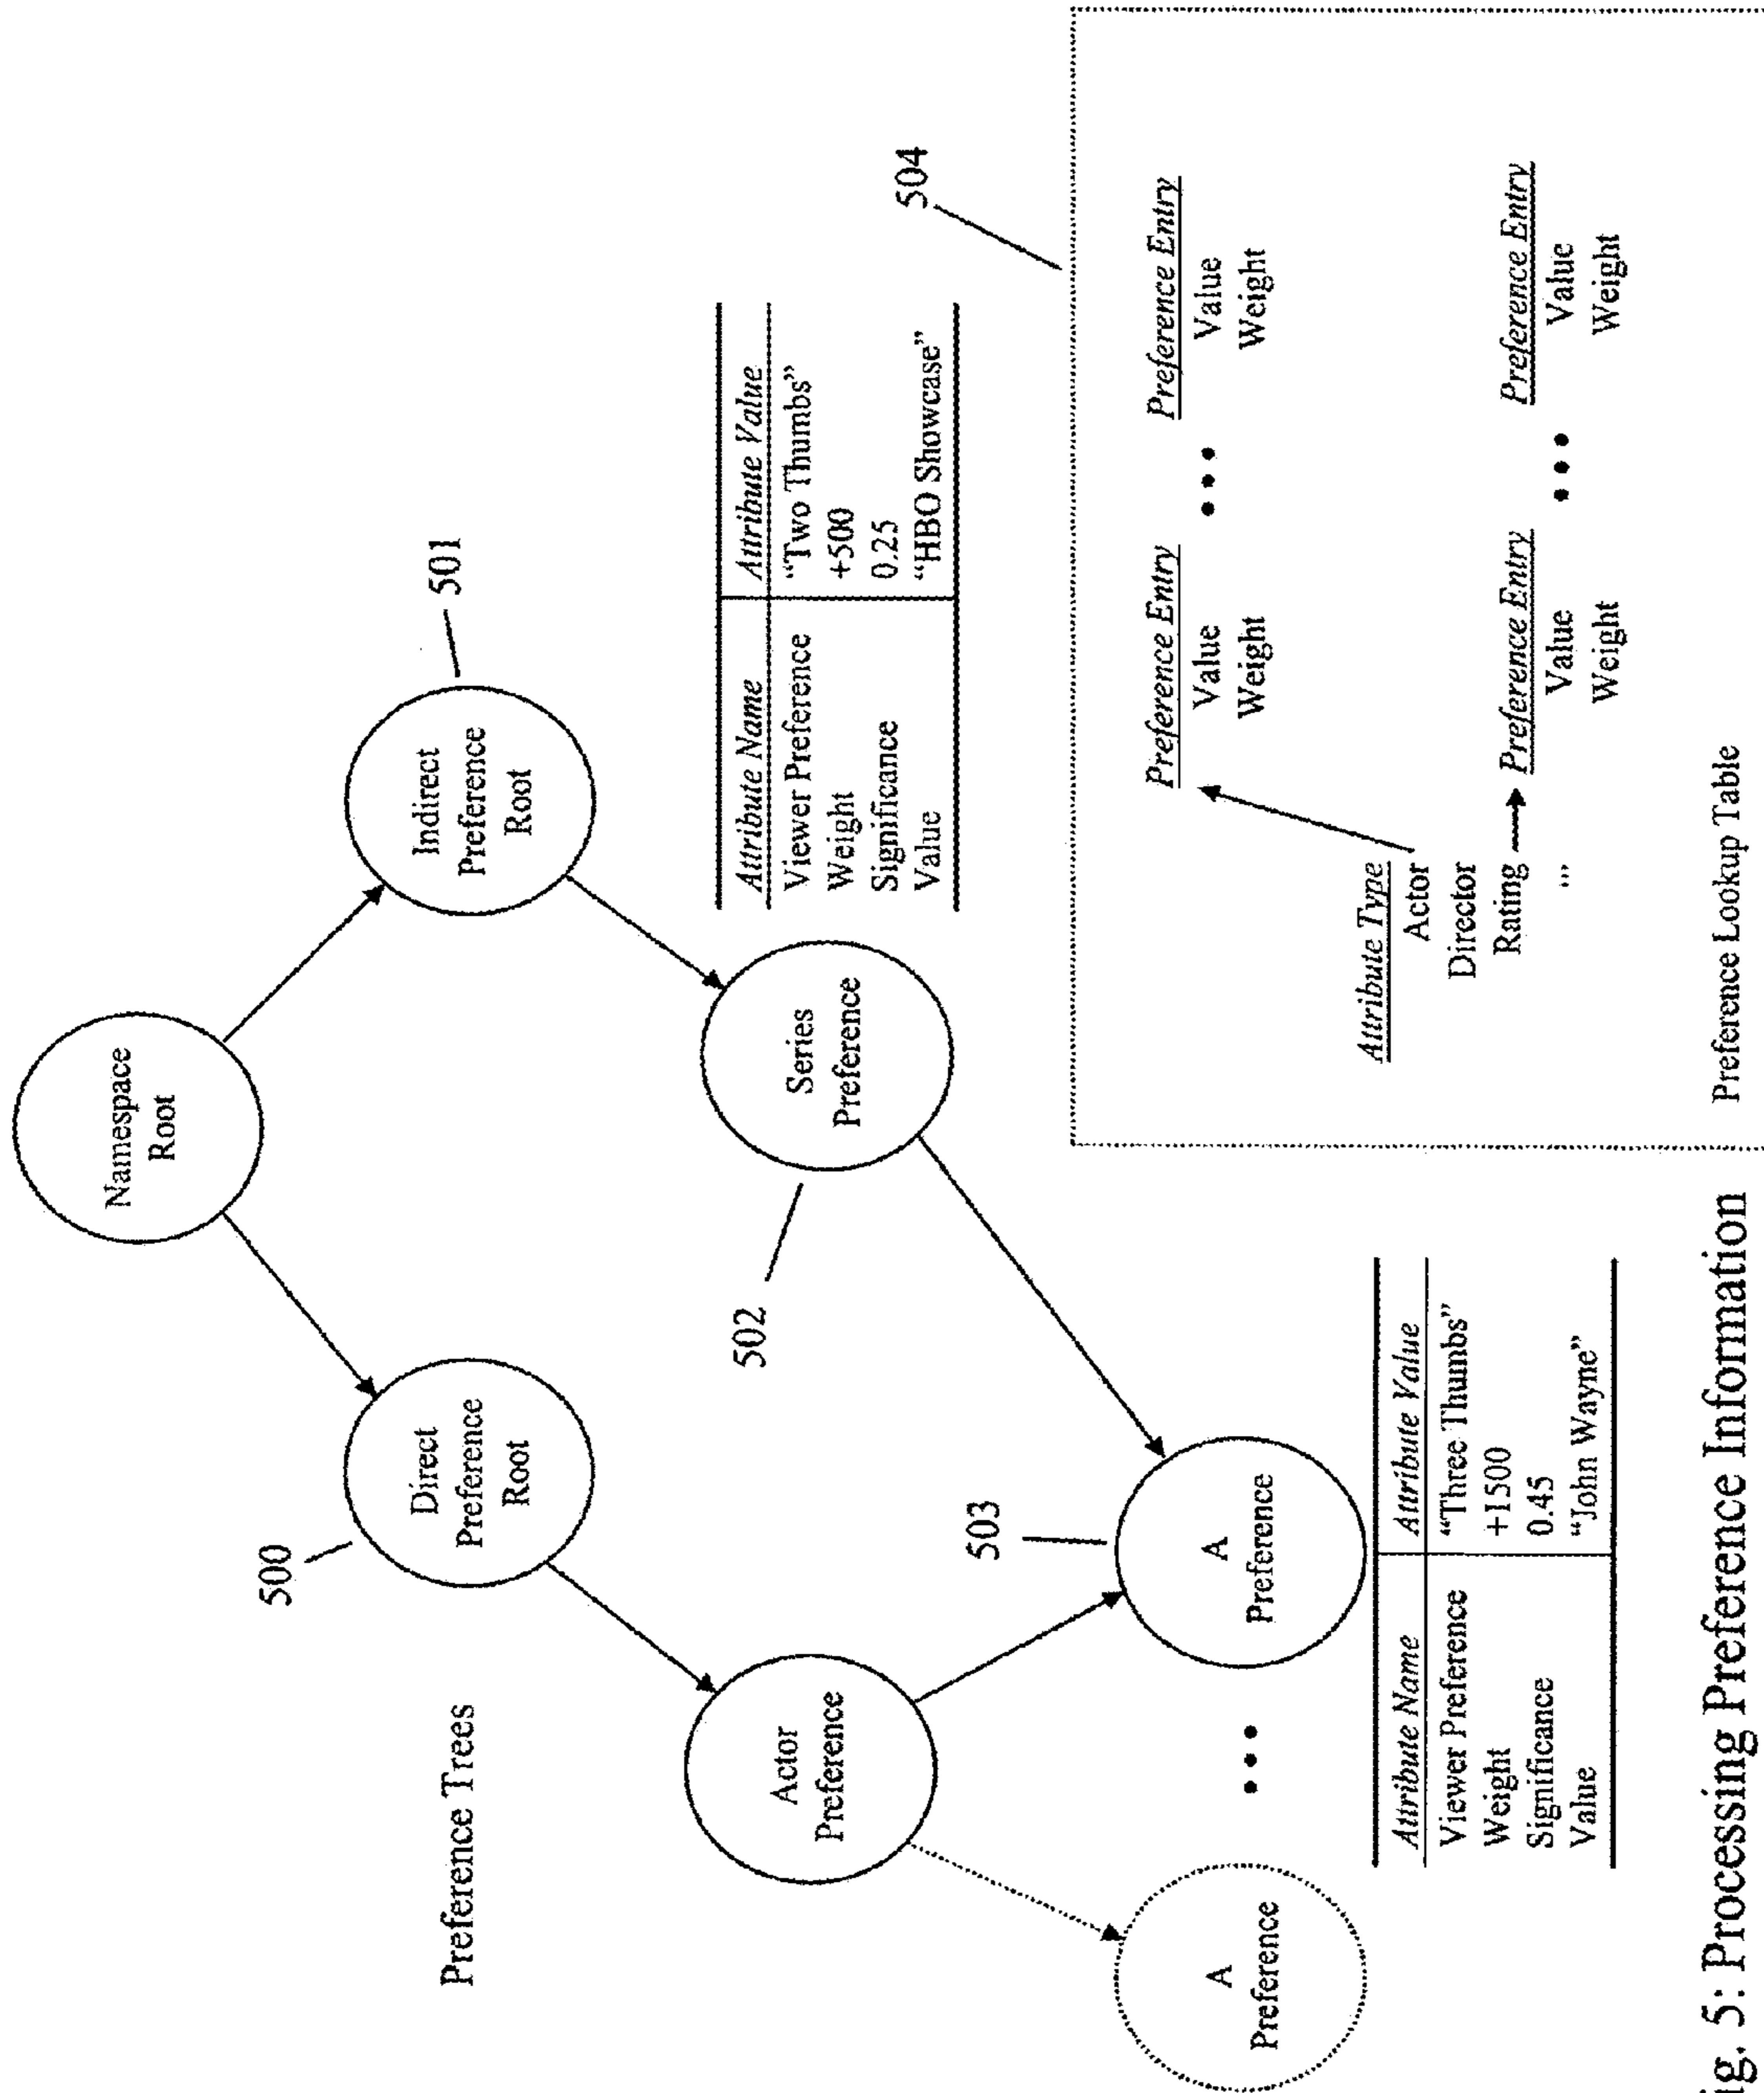 Preference Trees
Namespace
Root
500
Direct
Preference
Root
Indirect
Preference
Root
501
Actor
Preference
502
Series
Preference
Attribute Name Attribute Value
Viewer Preference “Two Thumbs”
Weight +500
Significance 0.25
Value “HBO Showcase”
503
A
Preference
•••
A
Preference
Attribute Name Attribute Value
Viewer Preference “Three Thumbs”
Weight +1500
Significance 0.45
Value “John Wayne”
504
Preference Entry ••• Preference Entry
Value Value
Weight Weight
Attribute Type
Actor
Director
Rating Preference Entry ••• Preference Entry
... Value Value
Weight Weight
Preference Lookup Table
ig. 5: Processing Preference Information